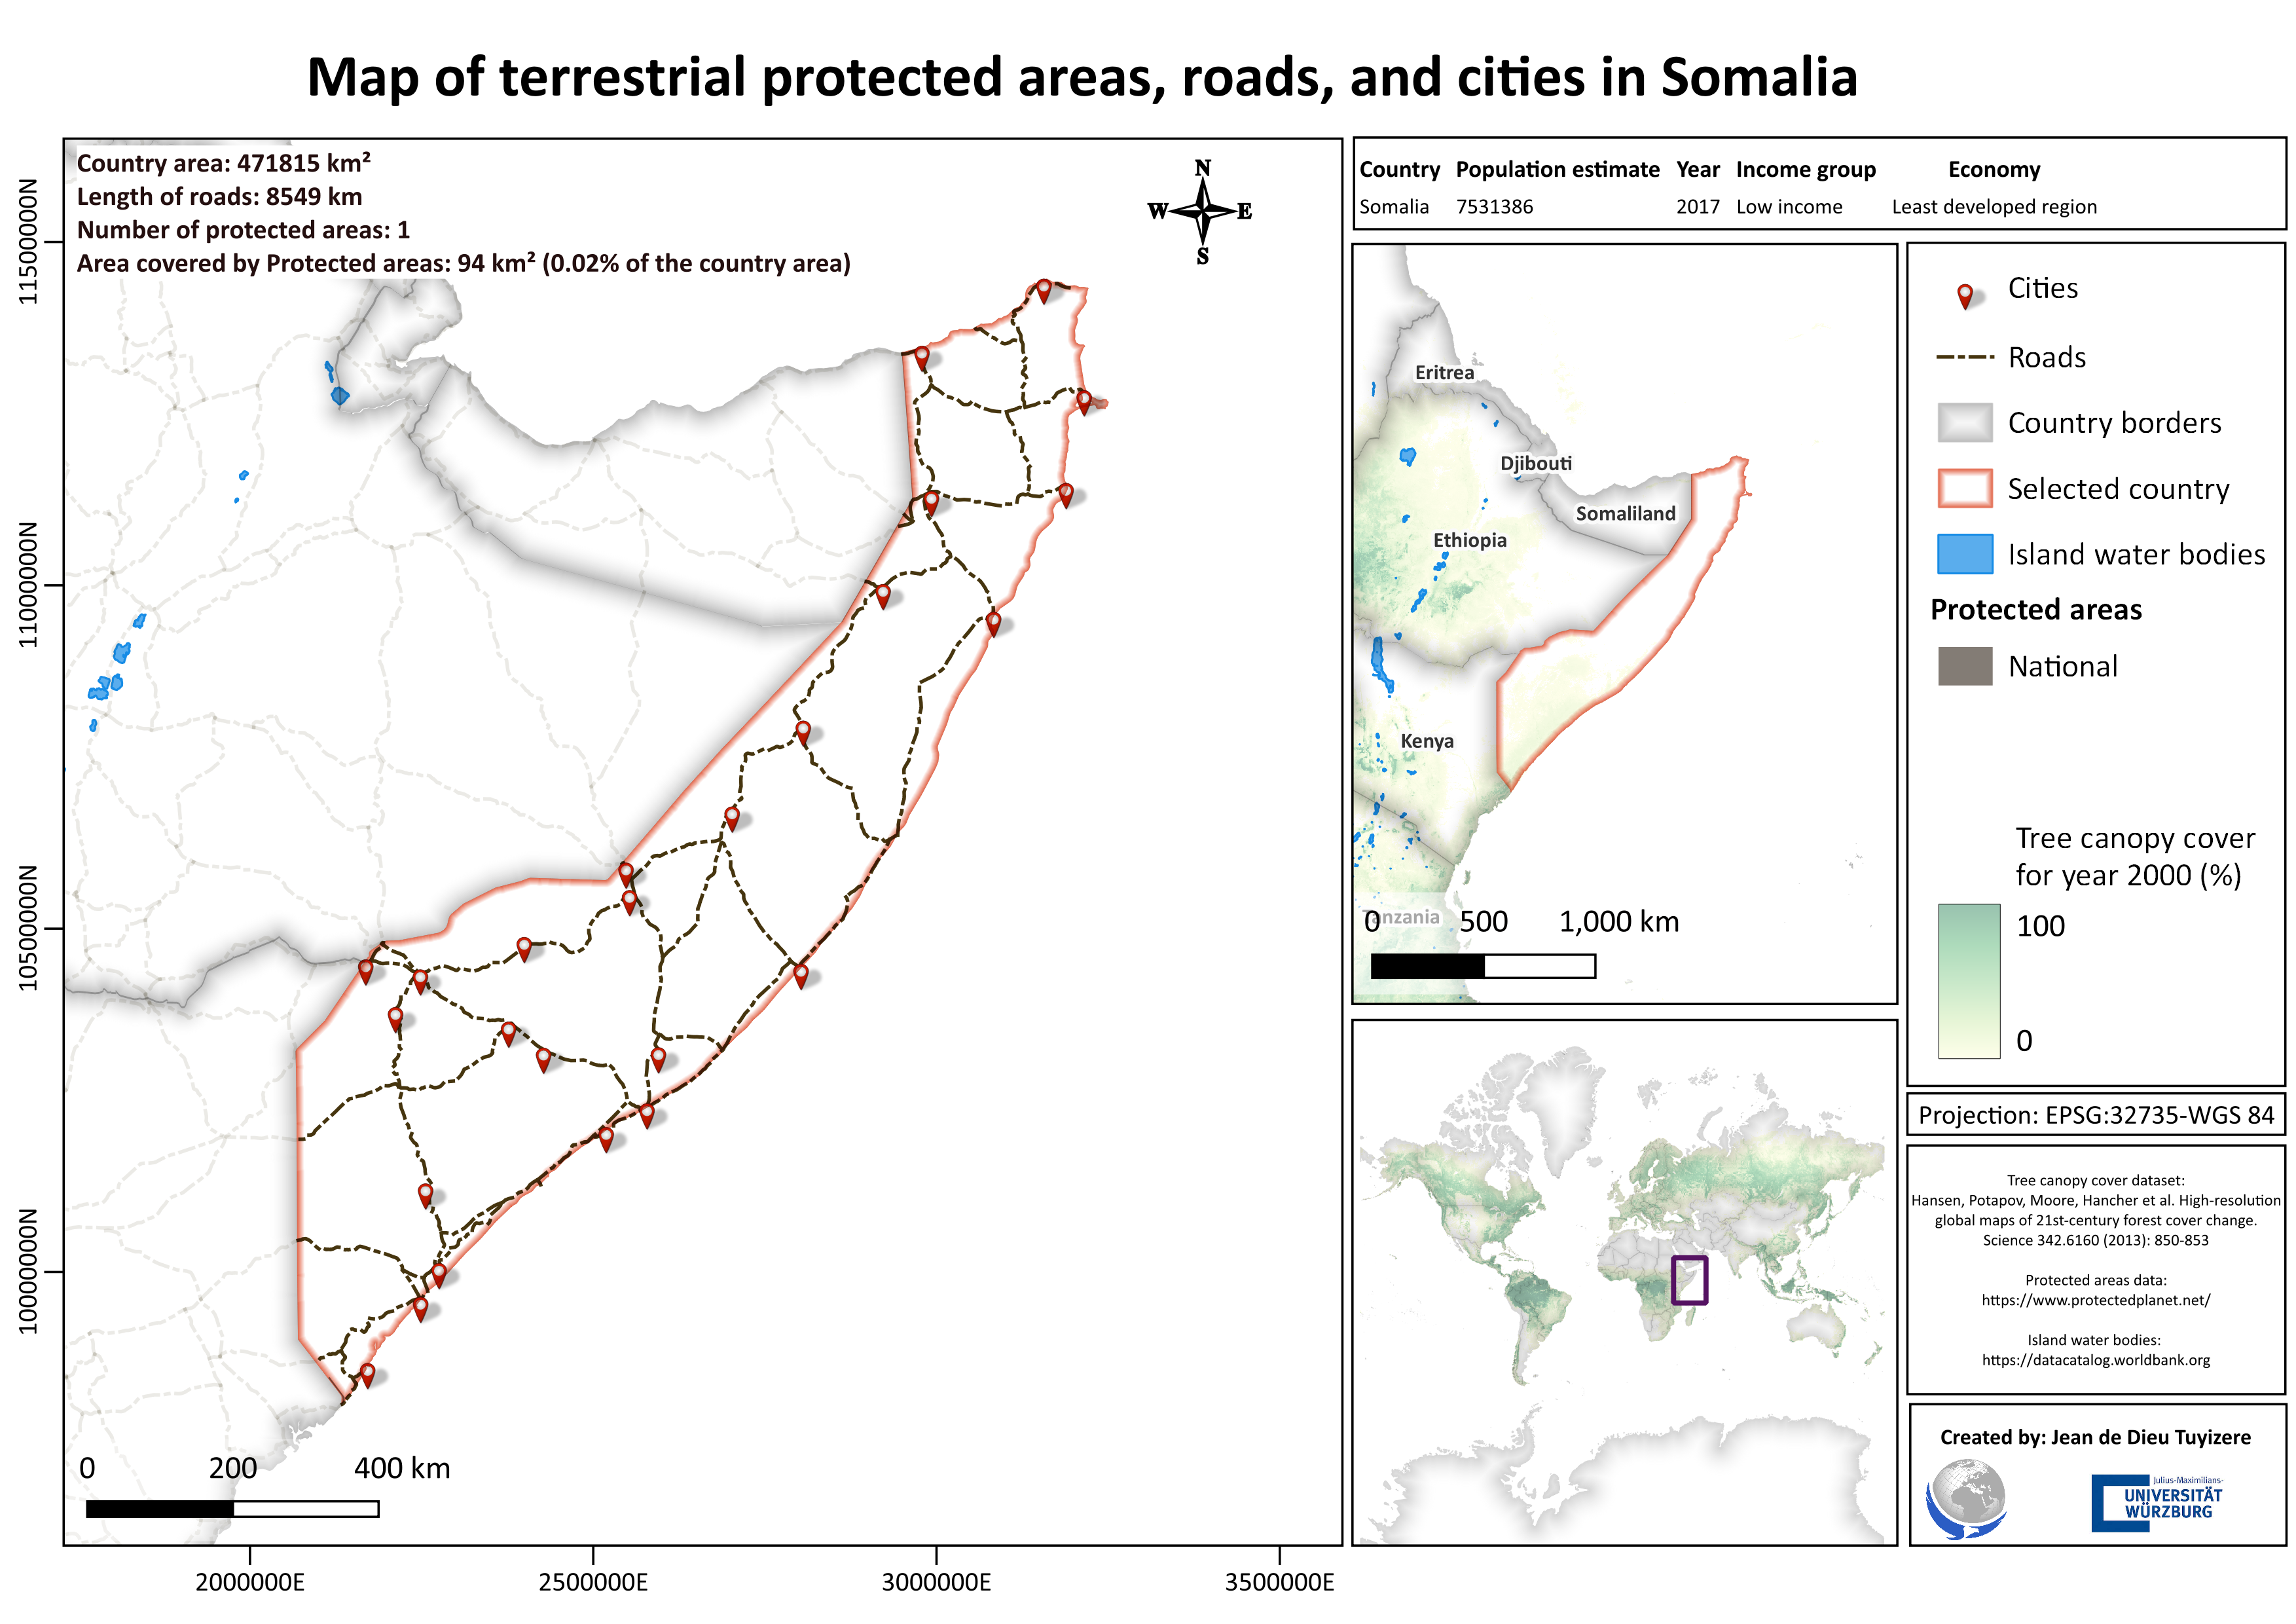 Map of terrestrial protected areas, roads, and cities in Somalia
Country area: 471815 km²
Length of roads: 8549 km
Number of protected areas: 1
Area covered by Protected areas: 94 km² (0.02% of the country area)
N
W E
S
11500000N
11000000N
10500000N
10000000N
0 200 400 km
2000000E 2500000E 3000000E 3500000E
Country Population estimate Year Income group Economy
Somalia 7531386 2017 Low income Least developed region
Eritrea
Djibouti
Somaliland
Ethiopia
Kenya
Tanzania
0 500 1,000 km
Cities
Roads
Country borders
Selected country
Island water bodies
Protected areas
National
Tree canopy cover
for year 2000 (%)
100
0
Projection: EPSG:32735-WGS 84
Tree canopy cover dataset:
Hansen, Potapov, Moore, Hancher et al. High-resolution
global maps of 21st-century forest cover change.
Science 342.6160 (2013): 850-853
Protected areas data:
https://www.protectedplanet.net/
Island water bodies:
https://datacatalog.worldbank.org
Created by: Jean de Dieu Tuyizere
Julius-Maximilians-
UNIVERSITÄT
WÜRZBURG